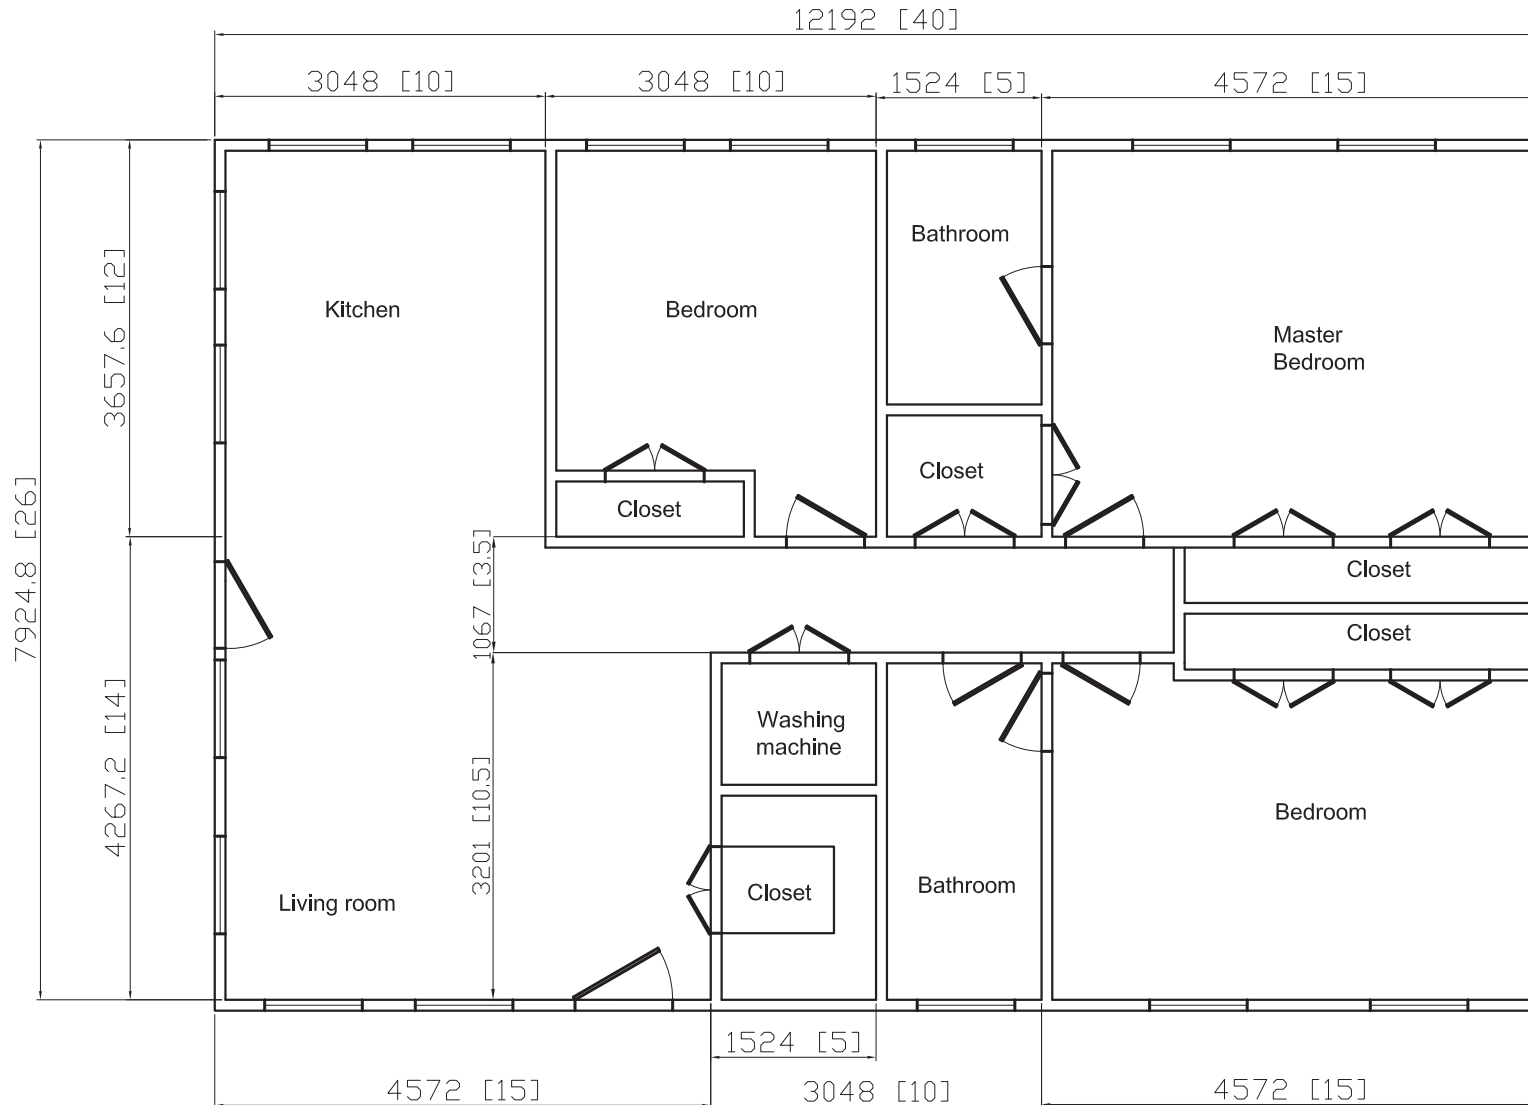 12192 [40]
3048 [10]
3048 [10]
1524 [5]
4572 [15]
Bathroom
Kitchen
Bedroom
Master
Bedroom
3657.6 [12]
Closet
Closet
7924.8 [26]
1067 [3.5]
Closet
Closet
4267.2 [14]
Washing
machine
3201 [10.5]
Bedroom
Living room
Closet
Bathroom
1524 [5]
4572 [15]
3048 [10]
4572 [15]